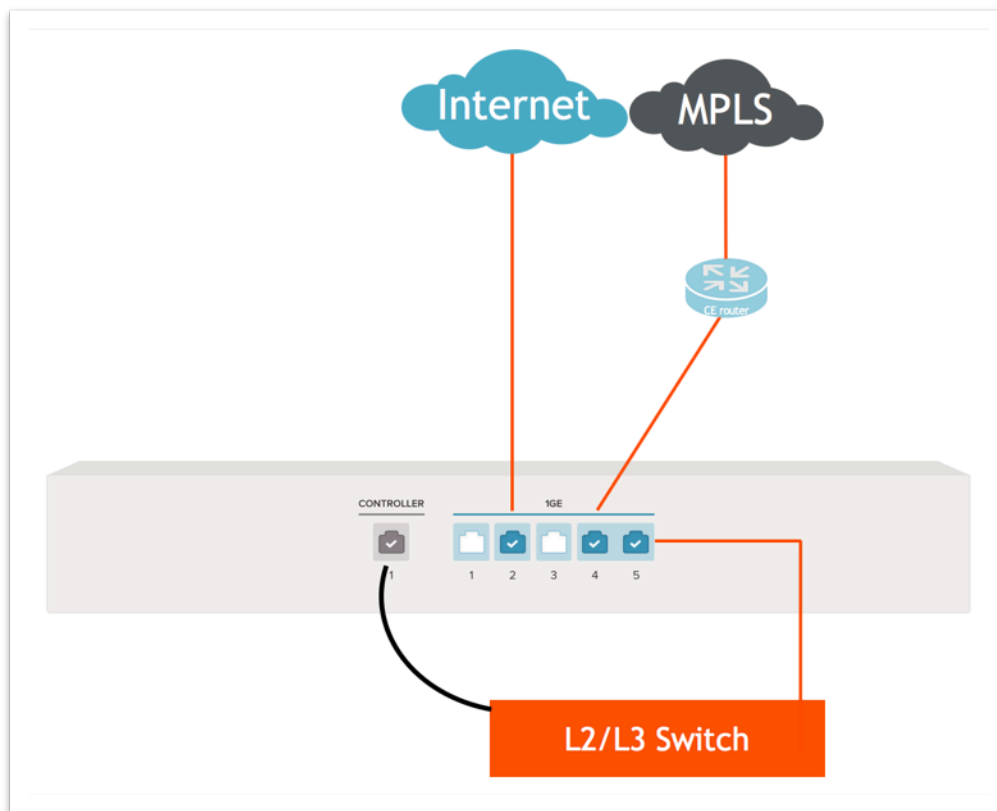 Internet
MPLS
CE router
CONTROLLER
1GE
1
1
2
3
4
5
L2/L3 Switch